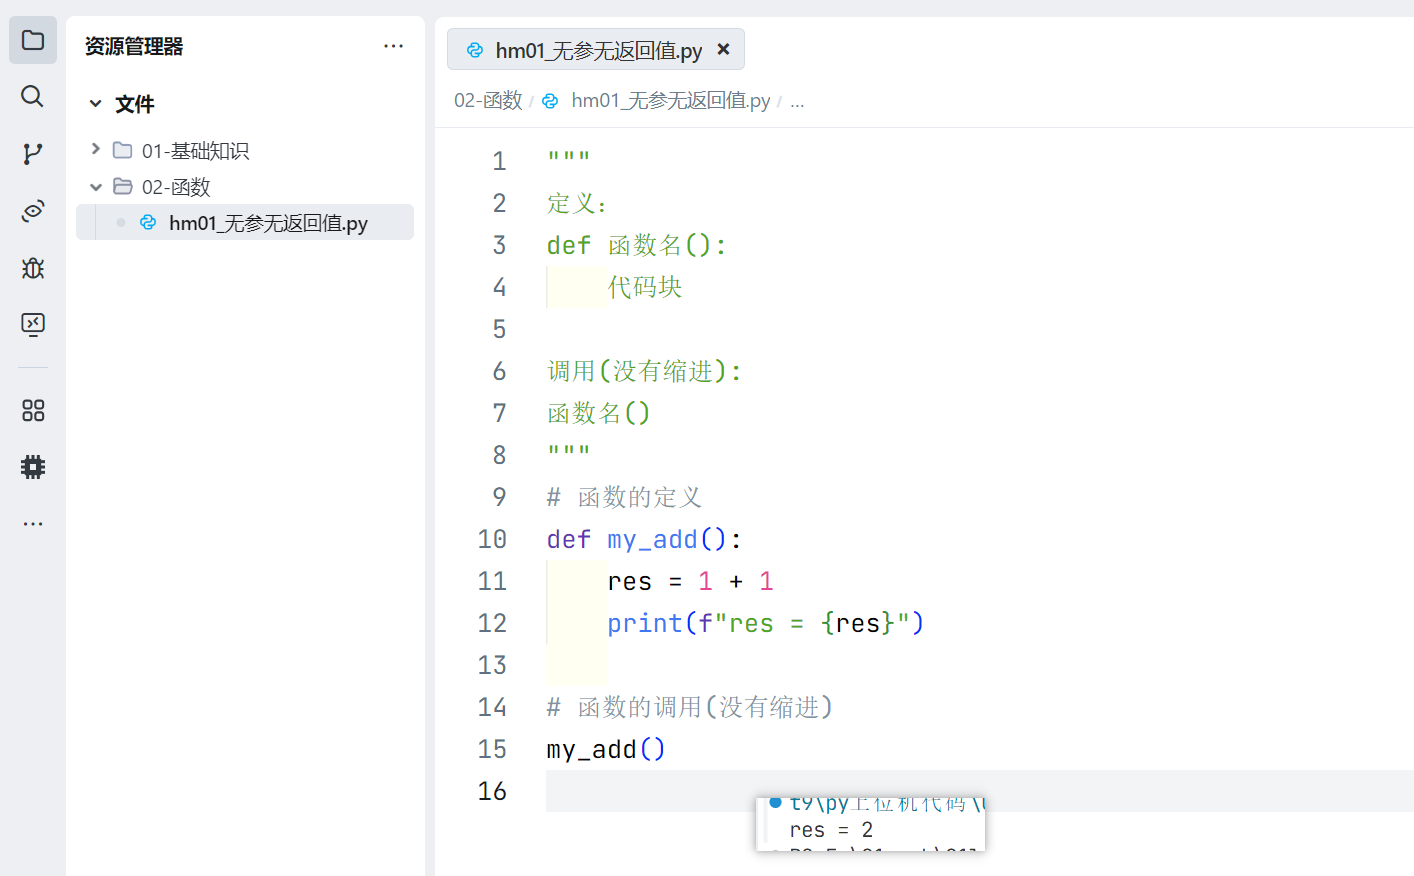 资源管理器 ···
文件
01-基础知识
02-函数
hm01_无参无返回值.py
hm01_无参无返回值.py ×
02-函数 / hm01_无参无返回值.py / ...
1 """
2 定义:
3 def 函数名():
4     代码块
5
6 调用(没有缩进):
7 函数名()
8 """
9 # 函数的定义
10 def my_add():
11     res = 1 + 1
12     print(f"res = {res}")
13
14 # 函数的调用(没有缩进)
15 my_add()
16
t9\py上位机代码\
res = 2